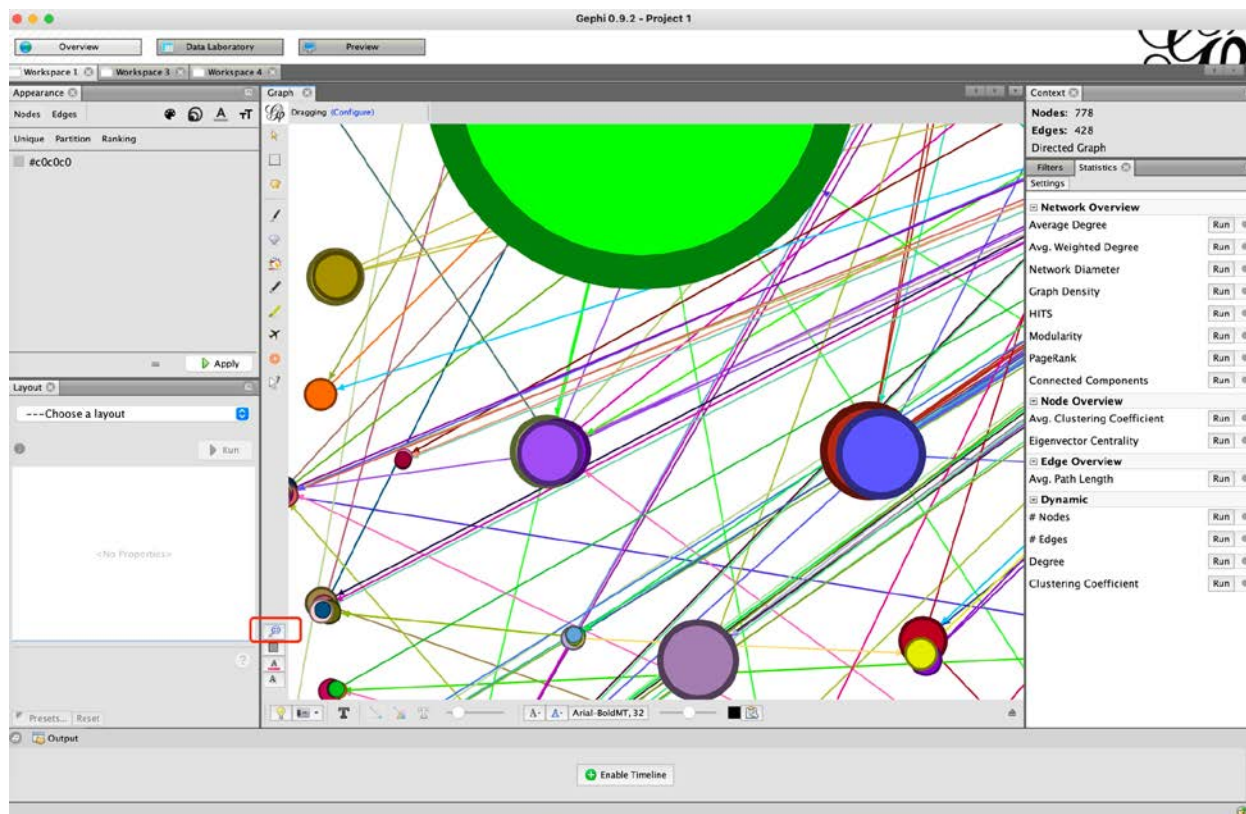 Gephi 0.9.2 - Project 1
Overview
Data Laboratory
Preview
Workspace 1
Workspace 3
Workspace 4
Appearance
Nodes Edges
A
тT
Unique Partition Ranking
#c0c0c0
Apply
Layout
---Choose a layout
Run
<No Properties>
?
Presets... Reset
Graph
Dragging (Configure)
A
A
T
A- A- Arial-BoldMT, 32
Context
Nodes: 778
Edges: 428
Directed Graph
Filters Statistics
Settings
Network Overview
Average Degree Run
Avg. Weighted Degree Run
Network Diameter Run
Graph Density Run
HITS Run
Modularity Run
PageRank Run
Connected Components Run
Node Overview
Avg. Clustering Coefficient Run
Eigenvector Centrality Run
Edge Overview
Avg. Path Length Run
Dynamic
# Nodes Run
# Edges Run
Degree Run
Clustering Coefficient Run
Output
Enable Timeline